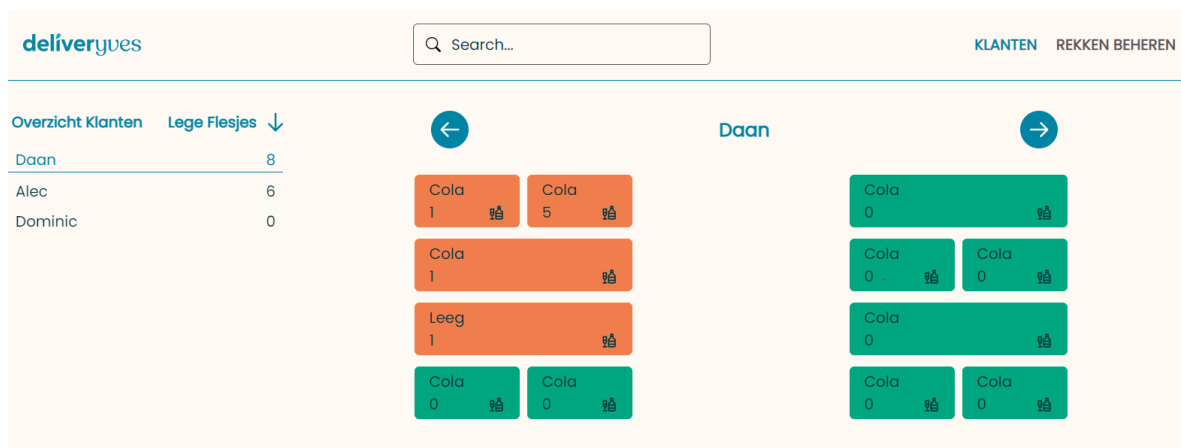 deliveryves
Search...
KLANTEN REKKEN BEHEREN
Overzicht Klanten Lege Flesjes
Daan 8
Alec 6
Dominic 0
Daan
Cola
1
Cola
5
Cola
1
Leeg
1
Cola
0
Cola
0
Cola
0
Cola
0 .
Cola
0
Cola
0
Cola
0
Cola
0